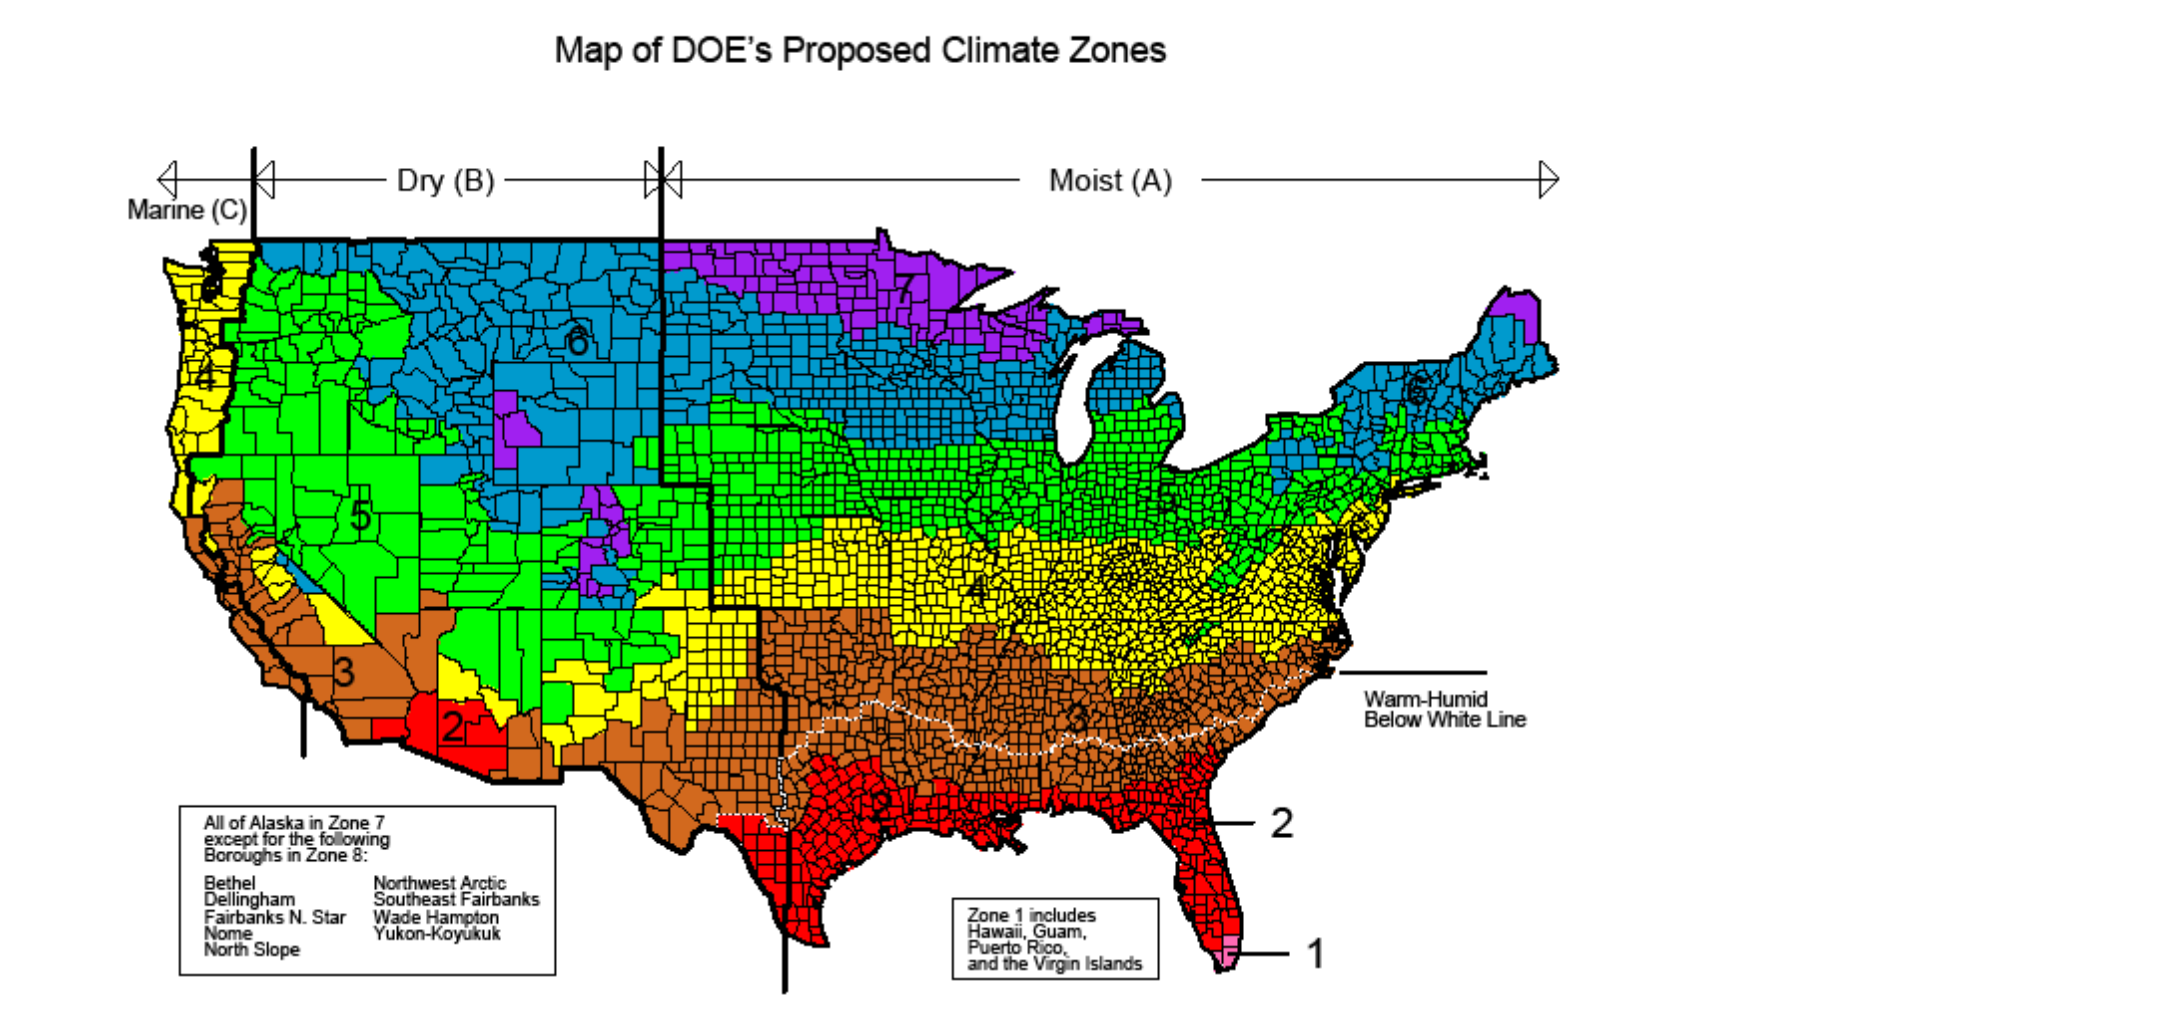 Map of DOE's Proposed Climate Zones
Marine (C)
Dry (B)
Moist (A)
7
6
4
6
5
5
4
3
2
3
2
Warm-Humid
Below White Line
2
1
All of Alaska in Zone 7
except for the following
Boroughs in Zone 8:
Bethel
Dellingham
Fairbanks N. Star
Nome
North Slope
Northwest Arctic
Southeast Fairbanks
Wade Hampton
Yukon-Koyukuk
Zone 1 includes
Hawaii, Guam,
Puerto Rico,
and the Virgin Islands